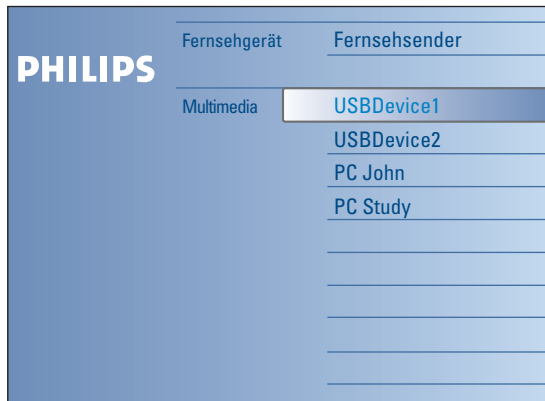 Fernsehgerät Fernsehsender
PHILIPS
Multimedia USBDevice1
USBDevice2
PC John
PC Study